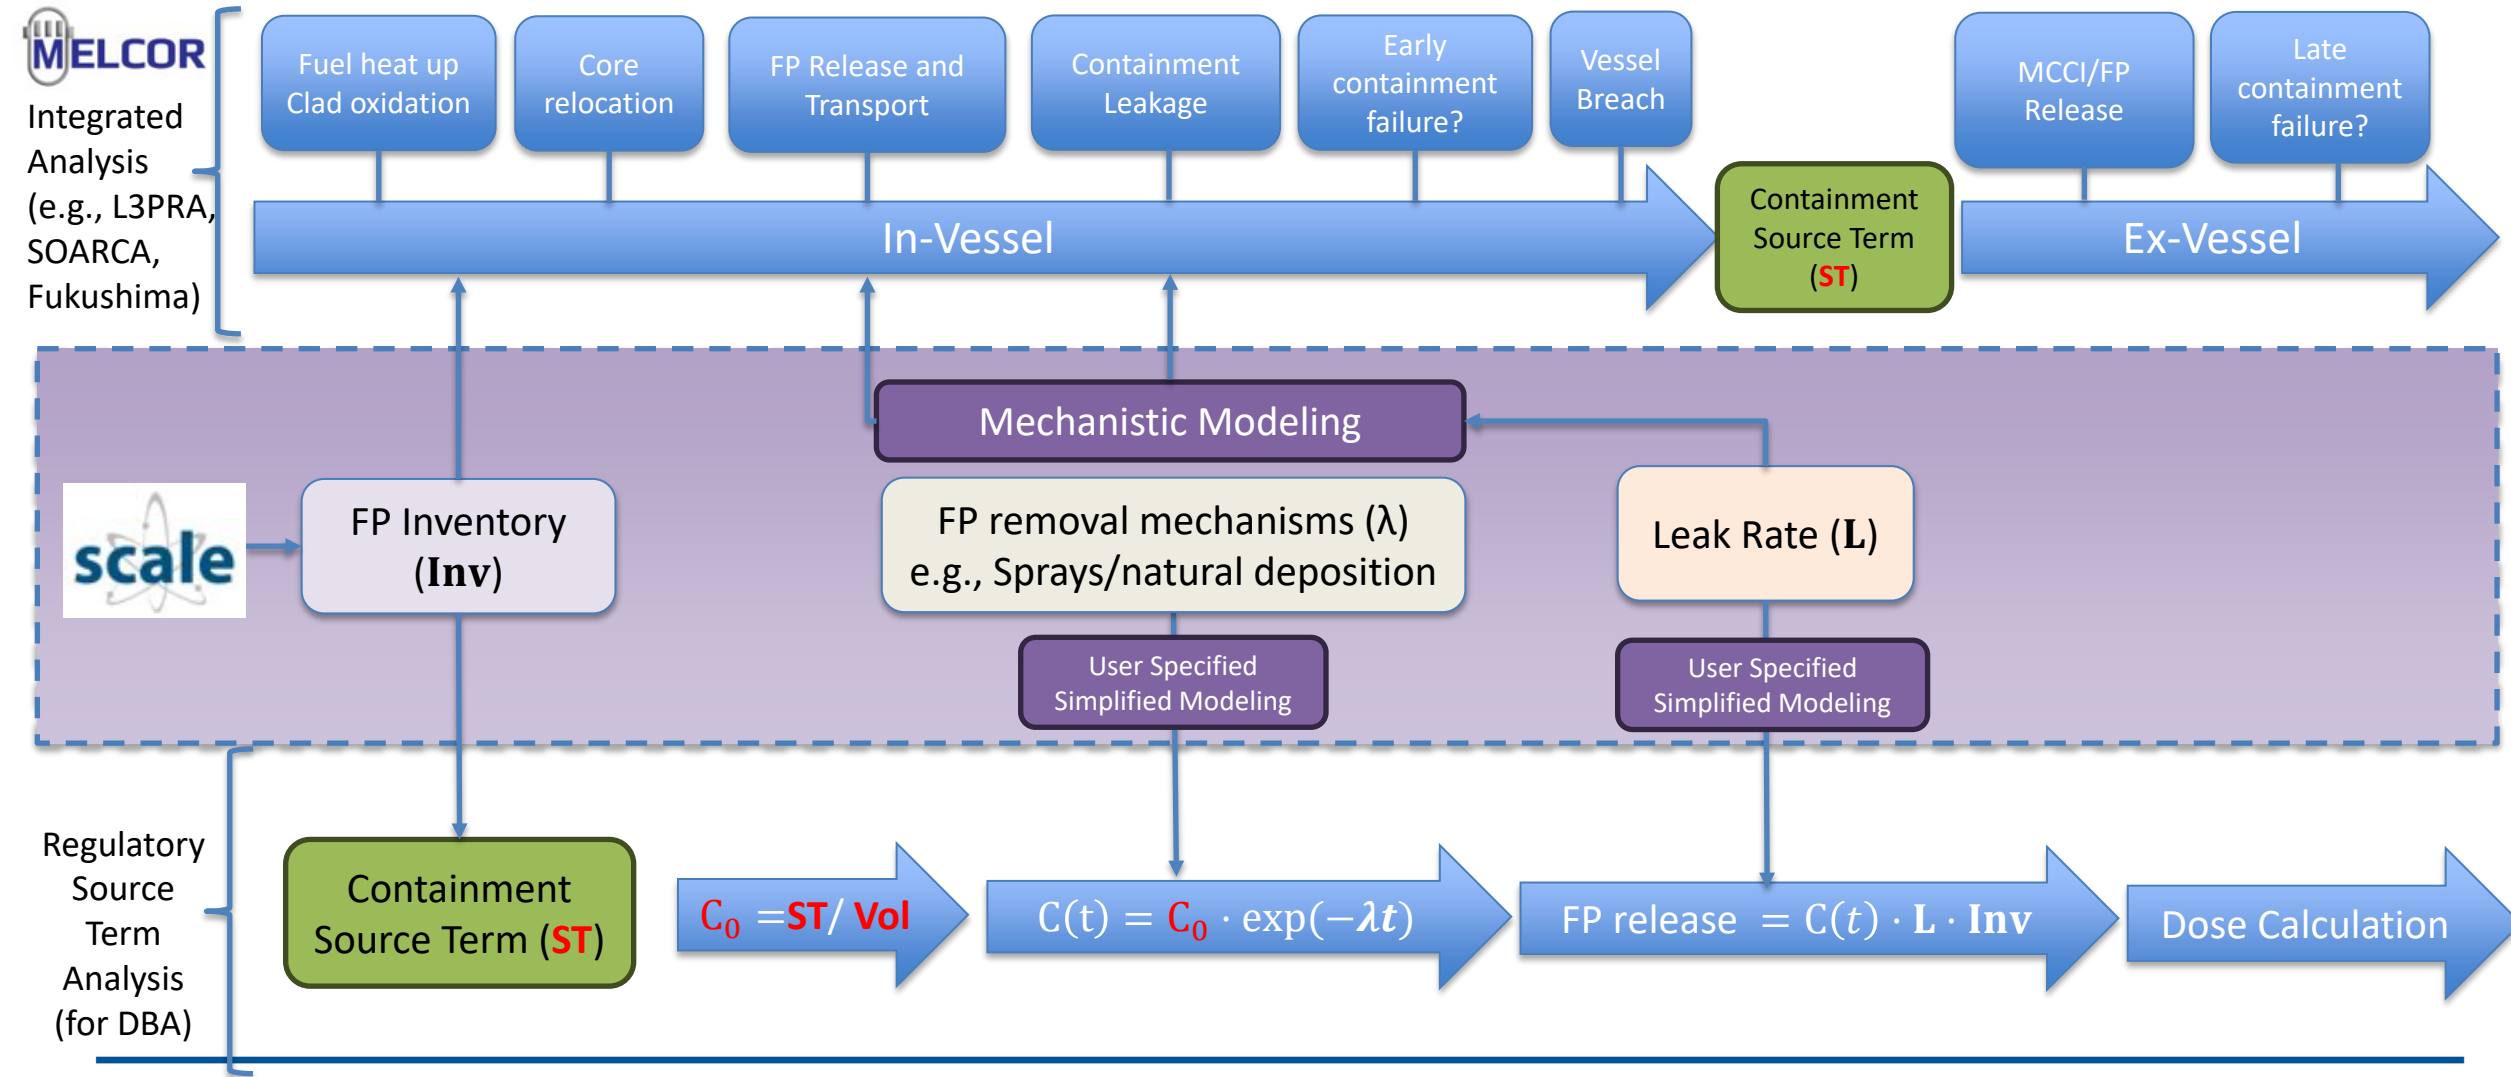 MELCOR
Integrated
Analysis
(e.g., L3PRA,
SOARCA,
Fukushima)
Fuel heat up
Clad oxidation
Core
relocation
FP Release and
Transport
Containment
Leakage
Early
containment
failure?
Vessel
Breach
MCCI/FP
Release
Late
containment
failure?
In-Vessel
Containment
Source Term
(ST)
Ex-Vessel
Mechanistic Modeling
scale
FP Inventory
(Inv)
FP removal mechanisms (λ)
e.g., Sprays/natural deposition
Leak Rate (L)
User Specified
Simplified Modeling
User Specified
Simplified Modeling
Regulatory
Source
Term
Analysis
(for DBA)
Containment
Source Term (ST)
C₀ =ST/ Vol
C(t) = C₀ · exp(−λt)
FP release = C(t) · L · Inv
Dose Calculation